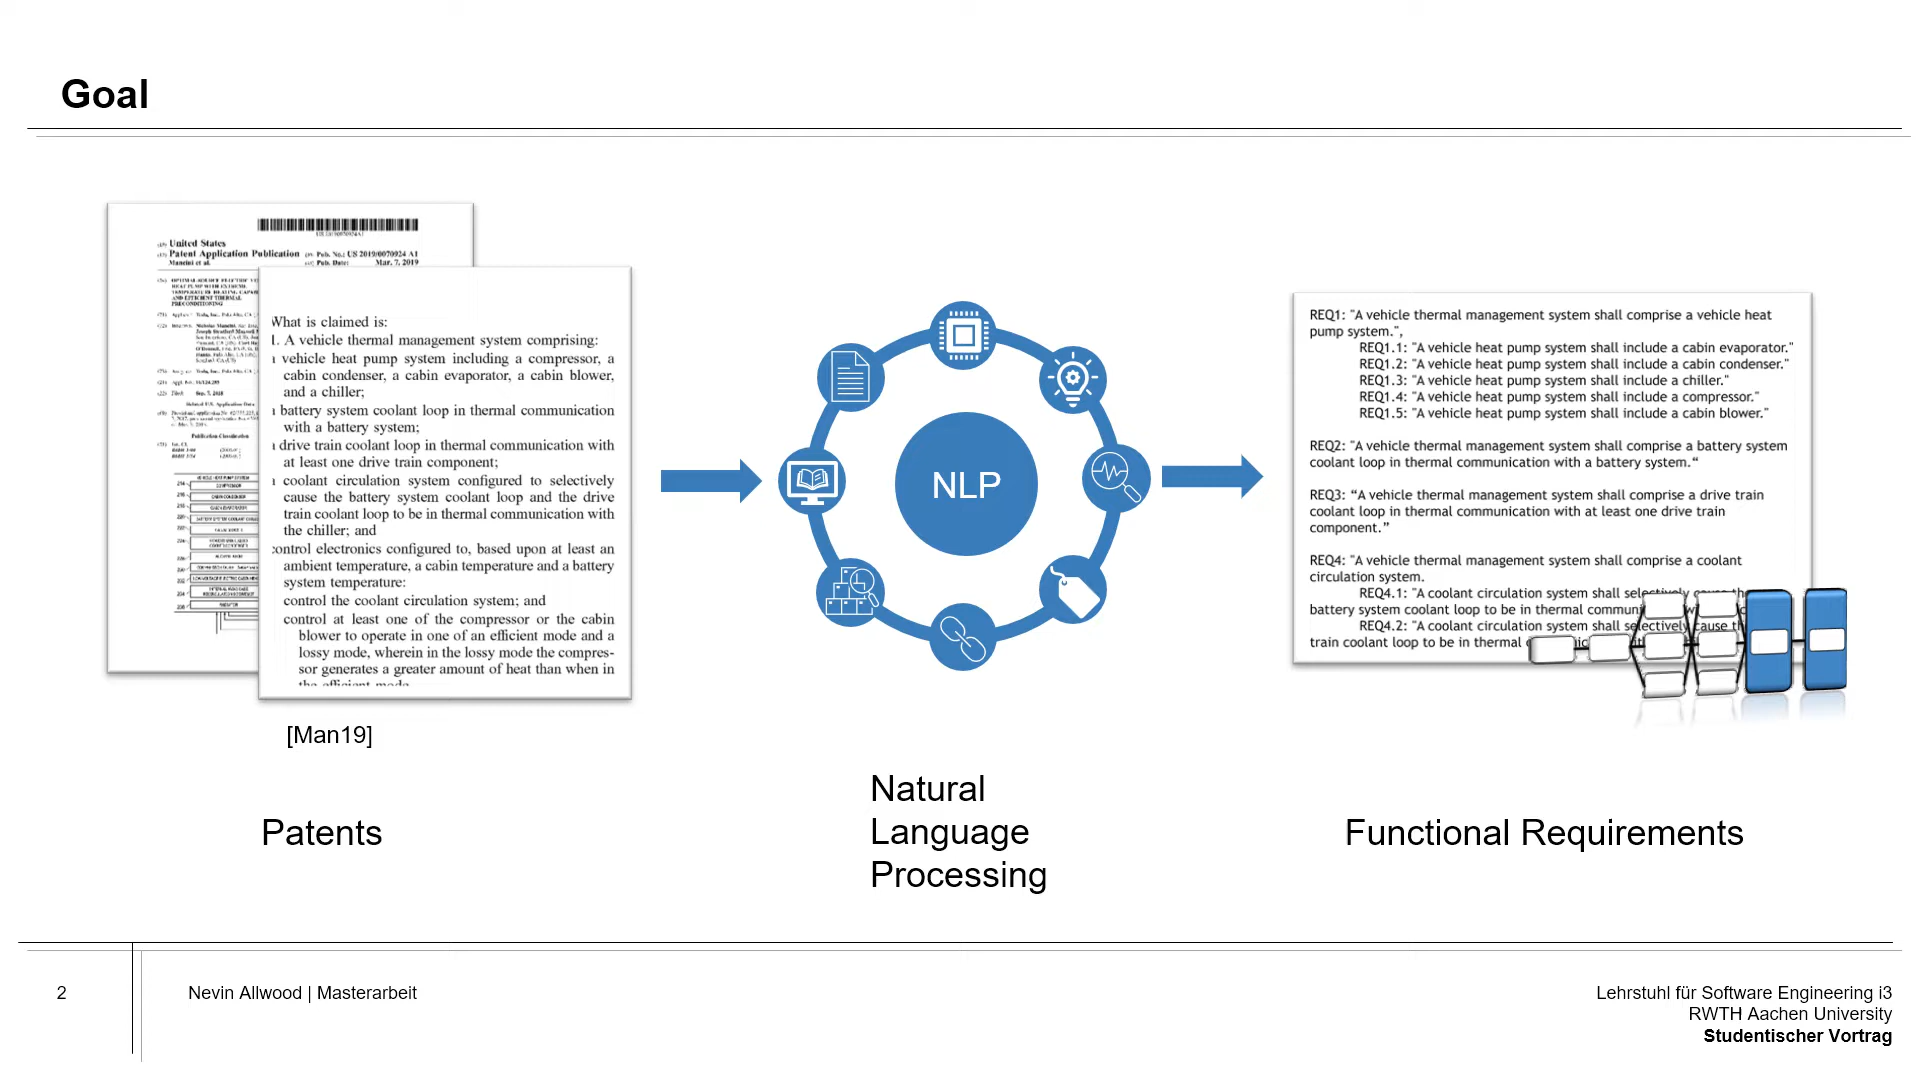 Goal
United States
Patent Application Publication
Pub. No.: US 2019/0070924 A1
Mancini et al.
Pub. Date: Mar. 7, 2019
What is claimed is:
1. A vehicle thermal management system comprising:
a vehicle heat pump system including a compressor, a
cabin condenser, a cabin evaporator, a cabin blower,
and a chiller;
a battery system coolant loop in thermal communication
with a battery system;
a drive train coolant loop in thermal communication with
at least one drive train component;
a coolant circulation system configured to selectively
cause the battery system coolant loop and the drive
train coolant loop to be in thermal communication with
the chiller; and
control electronics configured to, based upon at least an
ambient temperature, a cabin temperature and a battery
system temperature:
control the coolant circulation system; and
control at least one of the compressor or the cabin
blower to operate in one of an efficient mode and a
lossy mode, wherein in the lossy mode the compres-
sor generates a greater amount of heat than when in
the efficient mode
[Man19]
Patents
NLP
Natural
Language
Processing
REQ1: "A vehicle thermal management system shall comprise a vehicle heat
pump system.",
REQ1.1: "A vehicle heat pump system shall include a cabin evaporator."
REQ1.2: "A vehicle heat pump system shall include a cabin condenser."
REQ1.3: "A vehicle heat pump system shall include a chiller."
REQ1.4: "A vehicle heat pump system shall include a compressor."
REQ1.5: "A vehicle heat pump system shall include a cabin blower."
REQ2: "A vehicle thermal management system shall comprise a battery system
coolant loop in thermal communication with a battery system.“
REQ3: “A vehicle thermal management system shall comprise a drive train
coolant loop in thermal communication with at least one drive train
component.”
REQ4: "A vehicle thermal management system shall comprise a coolant
circulation system.
REQ4.1: "A coolant circulation system shall selectively cause the
battery system coolant loop to be in thermal
REQ4.2: "A coolant circulation system shall selectively cause
train coolant loop to be in thermal
Functional Requirements
2
Nevin Allwood | Masterarbeit
Lehrstuhl für Software Engineering i3
RWTH Aachen University
Studentischer Vortrag